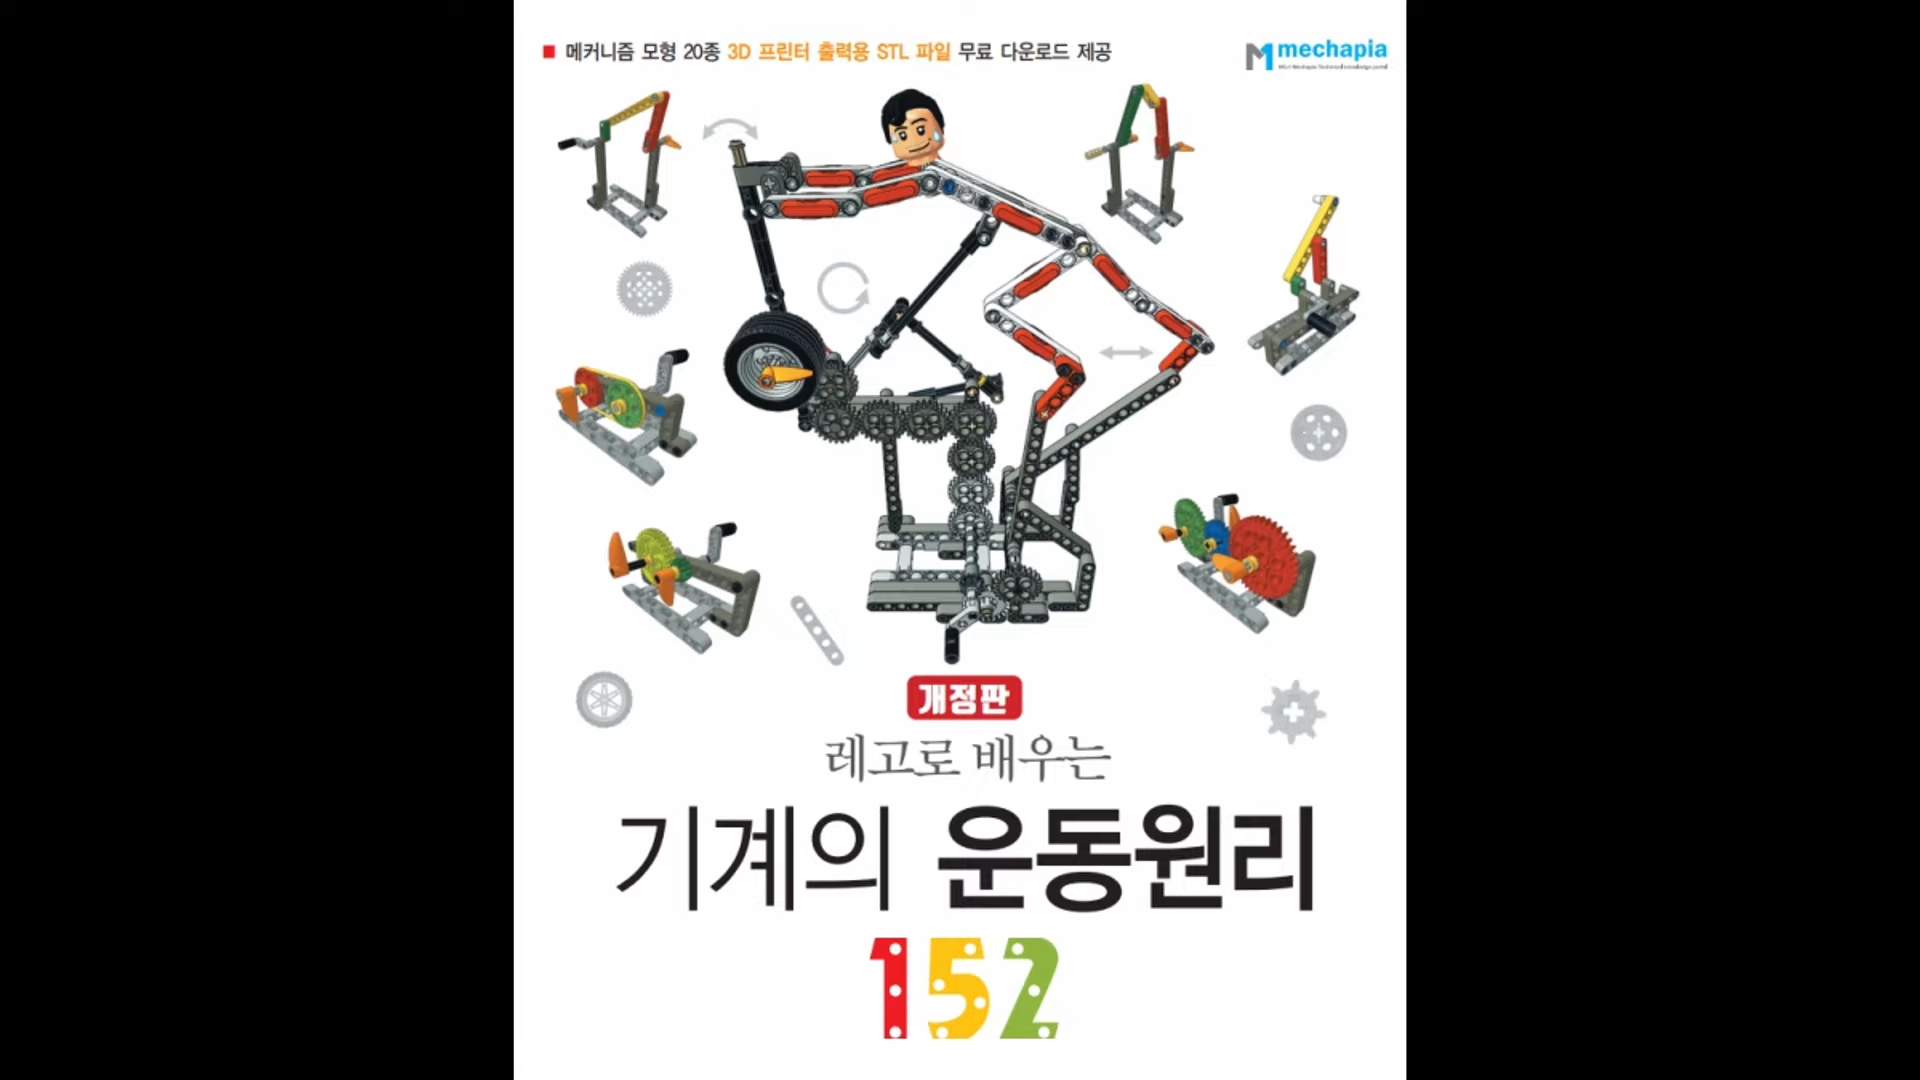 ■ 메커니즘 모형 20종 3D 프린터 출력용 STL 파일 무료 다운로드 제공
mechapia
개정판
레고로 배우는
기계의 운동원리
152